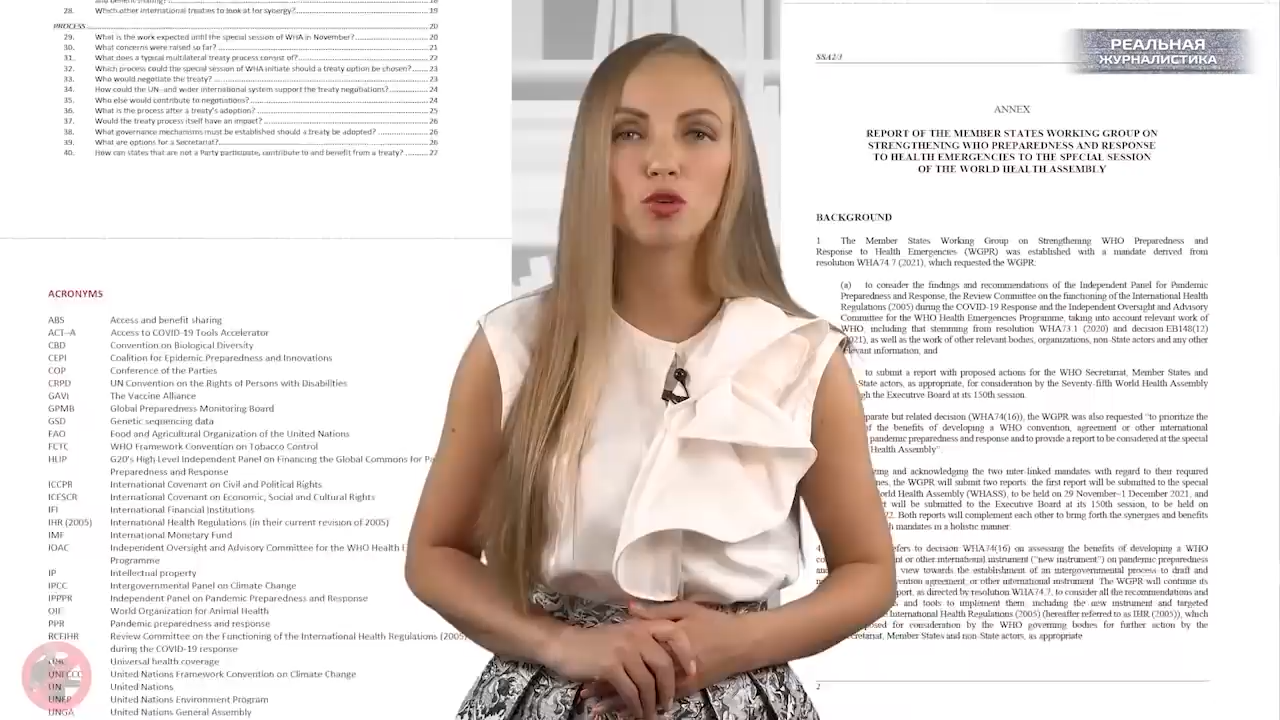 28. Which other international treaties to look at for synergy? 19
PROCESS 20
29. What is the work expected until the special session of WHA in November? 20
30. What concerns were raised so far? 21
31. What does a typical multilateral treaty process consist of? 22
32. Which process could the special session of WHA initiate should a treaty option be chosen? 23
33. Who would negotiate the treaty? 23
34. How could the UN and wider international system support the treaty negotiations? 24
35. Who else would contribute to negotiations? 24
36. What is the process after a treaty's adoption? 25
37. Would the treaty process itself have an impact? 26
38. What governance mechanisms must be established should a treaty be adopted? 26
39. What are options for a Secretariat? 26
40. How can states that are not a Party participate, contribute to and benefit from a treaty? 27
ACRONYMS
ABS Access and benefit sharing
ACT-A Access to COVID-19 Tools Accelerator
CBD Convention on Biological Diversity
CEPI Coalition for Epidemic Preparedness and Innovations
COP Conference of the Parties
CRPD UN Convention on the Rights of Persons with Disabilities
GAVI The Vaccine Alliance
GPMB Global Preparedness Monitoring Board
GSD Genetic sequencing data
FAO Food and Agricultural Organization of the United Nations
FCTC WHO Framework Convention on Tobacco Control
HLIP G20's High Level Independent Panel on Financing the Global Commons for
Preparedness and Response
ICCPR International Covenant on Civil and Political Rights
ICESCR International Covenant on Economic, Social and Cultural Rights
IFI International Financial Institutions
IHR (2005) International Health Regulations (in their current revision of 2005)
IMF International Monetary Fund
IOAC Independent Oversight and Advisory Committee for the WHO Health
Programme
IP Intellectual property
IPCC Intergovernmental Panel on Climate Change
IPPPR Independent Panel on Pandemic Preparedness and Response
OIE World Organization for Animal Health
PPR Pandemic preparedness and response
RCFIHR Review Committee on the Functioning of the International Health Regulations (2005)
during the COVID-19 response
Universal health coverage
UNFCCC United Nations Framework Convention on Climate Change
UN United Nations
UNEP United Nations Environment Program
UNGA United Nations General Assembly
РЕАЛЬНАЯ
ЖУРНАЛИСТИКА
SSA2/3
ANNEX
REPORT OF THE MEMBER STATES WORKING GROUP ON
STRENGTHENING WHO PREPAREDNESS AND RESPONSE
TO HEALTH EMERGENCIES TO THE SPECIAL SESSION
OF THE WORLD HEALTH ASSEMBLY
BACKGROUND
1 The Member States Working Group on Strengthening WHO Preparedness and
Response to Health Emergencies (WGPR) was established with a mandate derived from
resolution WHA74.7 (2021), which requested the WGPR:
(a) to consider the findings and recommendations of the Independent Panel for Pandemic
Preparedness and Response, the Review Committee on the functioning of the International Health
Regulations (2005) during the COVID-19 Response and the Independent Oversight and Advisory
Committee for the WHO Health Emergencies Programme, taking into account relevant work of
WHO, including that stemming from resolution WHA73.1 (2020) and decision EB148(12)
(2021), as well as the work of other relevant bodies, organizations, non-State actors and any other
relevant information; and
to submit a report with proposed actions for the WHO Secretariat, Member States and
State actors, as appropriate, for consideration by the Seventy-fifth World Health Assembly
the Executive Board at its 150th session.
but related decision (WHA74(16)), the WGPR was also requested "to prioritize the
of the benefits of developing a WHO convention, agreement or other international
pandemic preparedness and response and to provide a report to be considered at the special
Health Assembly".
and acknowledging the two inter-linked mandates with regard to their required
the WGPR will submit two reports: the first report will be submitted to the special
World Health Assembly (WHASS), to be held on 29 November–1 December 2021, and
will be submitted to the Executive Board at its 150th session, to be held on
Both reports will complement each other to bring forth the synergies and benefits
mandates in a holistic manner.
4 refers to decision WHA74(16) on assessing the benefits of developing a WHO
or other international instrument ("new instrument") on pandemic preparedness
view towards the establishment of an intergovernmental process to draft and
agreement or other international instrument. The WGPR will continue its
as directed by resolution WHA74.7, to consider all the recommendations and
and tools to implement them, including the new instrument and targeted
International Health Regulations (2005) (hereafter referred to as IHR (2005)), which
for consideration by the WHO governing bodies for further action by the
Member States and non-State actors, as appropriate
2